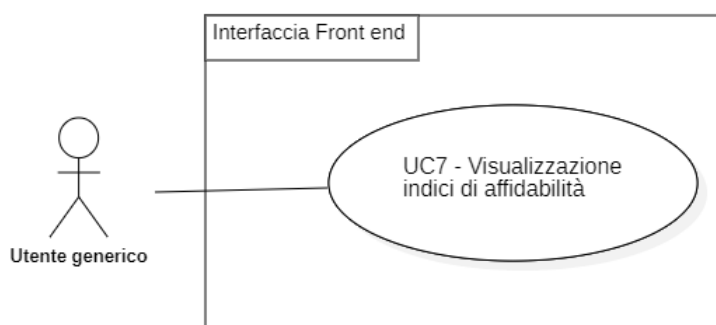 Interfaccia Front end
UC7 - Visualizzazione
indici di affidabilità
Utente generico